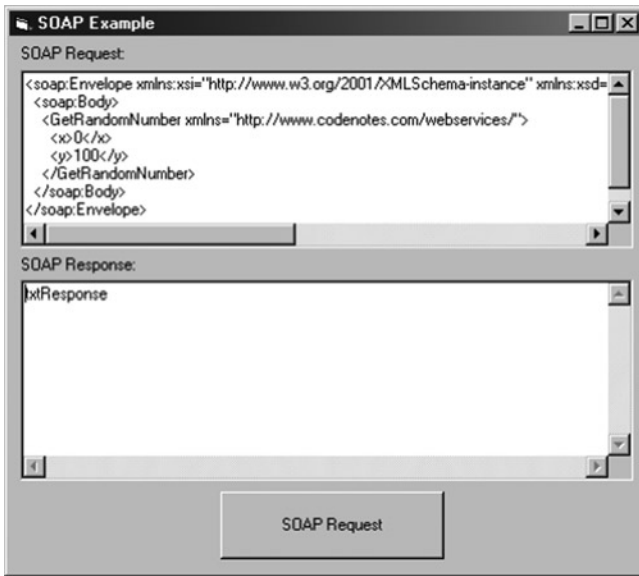 SOAP Example
SOAP Request:
<soap:Envelope xmlns:xsi="http://www.w3.org/2001/XMLSchema-instance" xmlns:xsd=
<soap:Body>
<GetRandomNumber xmlns="http://www.codenotes.com/webservices/">
<x>0</x>
<y>100</y>
</GetRandomNumber>
</soap:Body>
</soap:Envelope>
SOAP Response:
txtResponse
SOAP Request